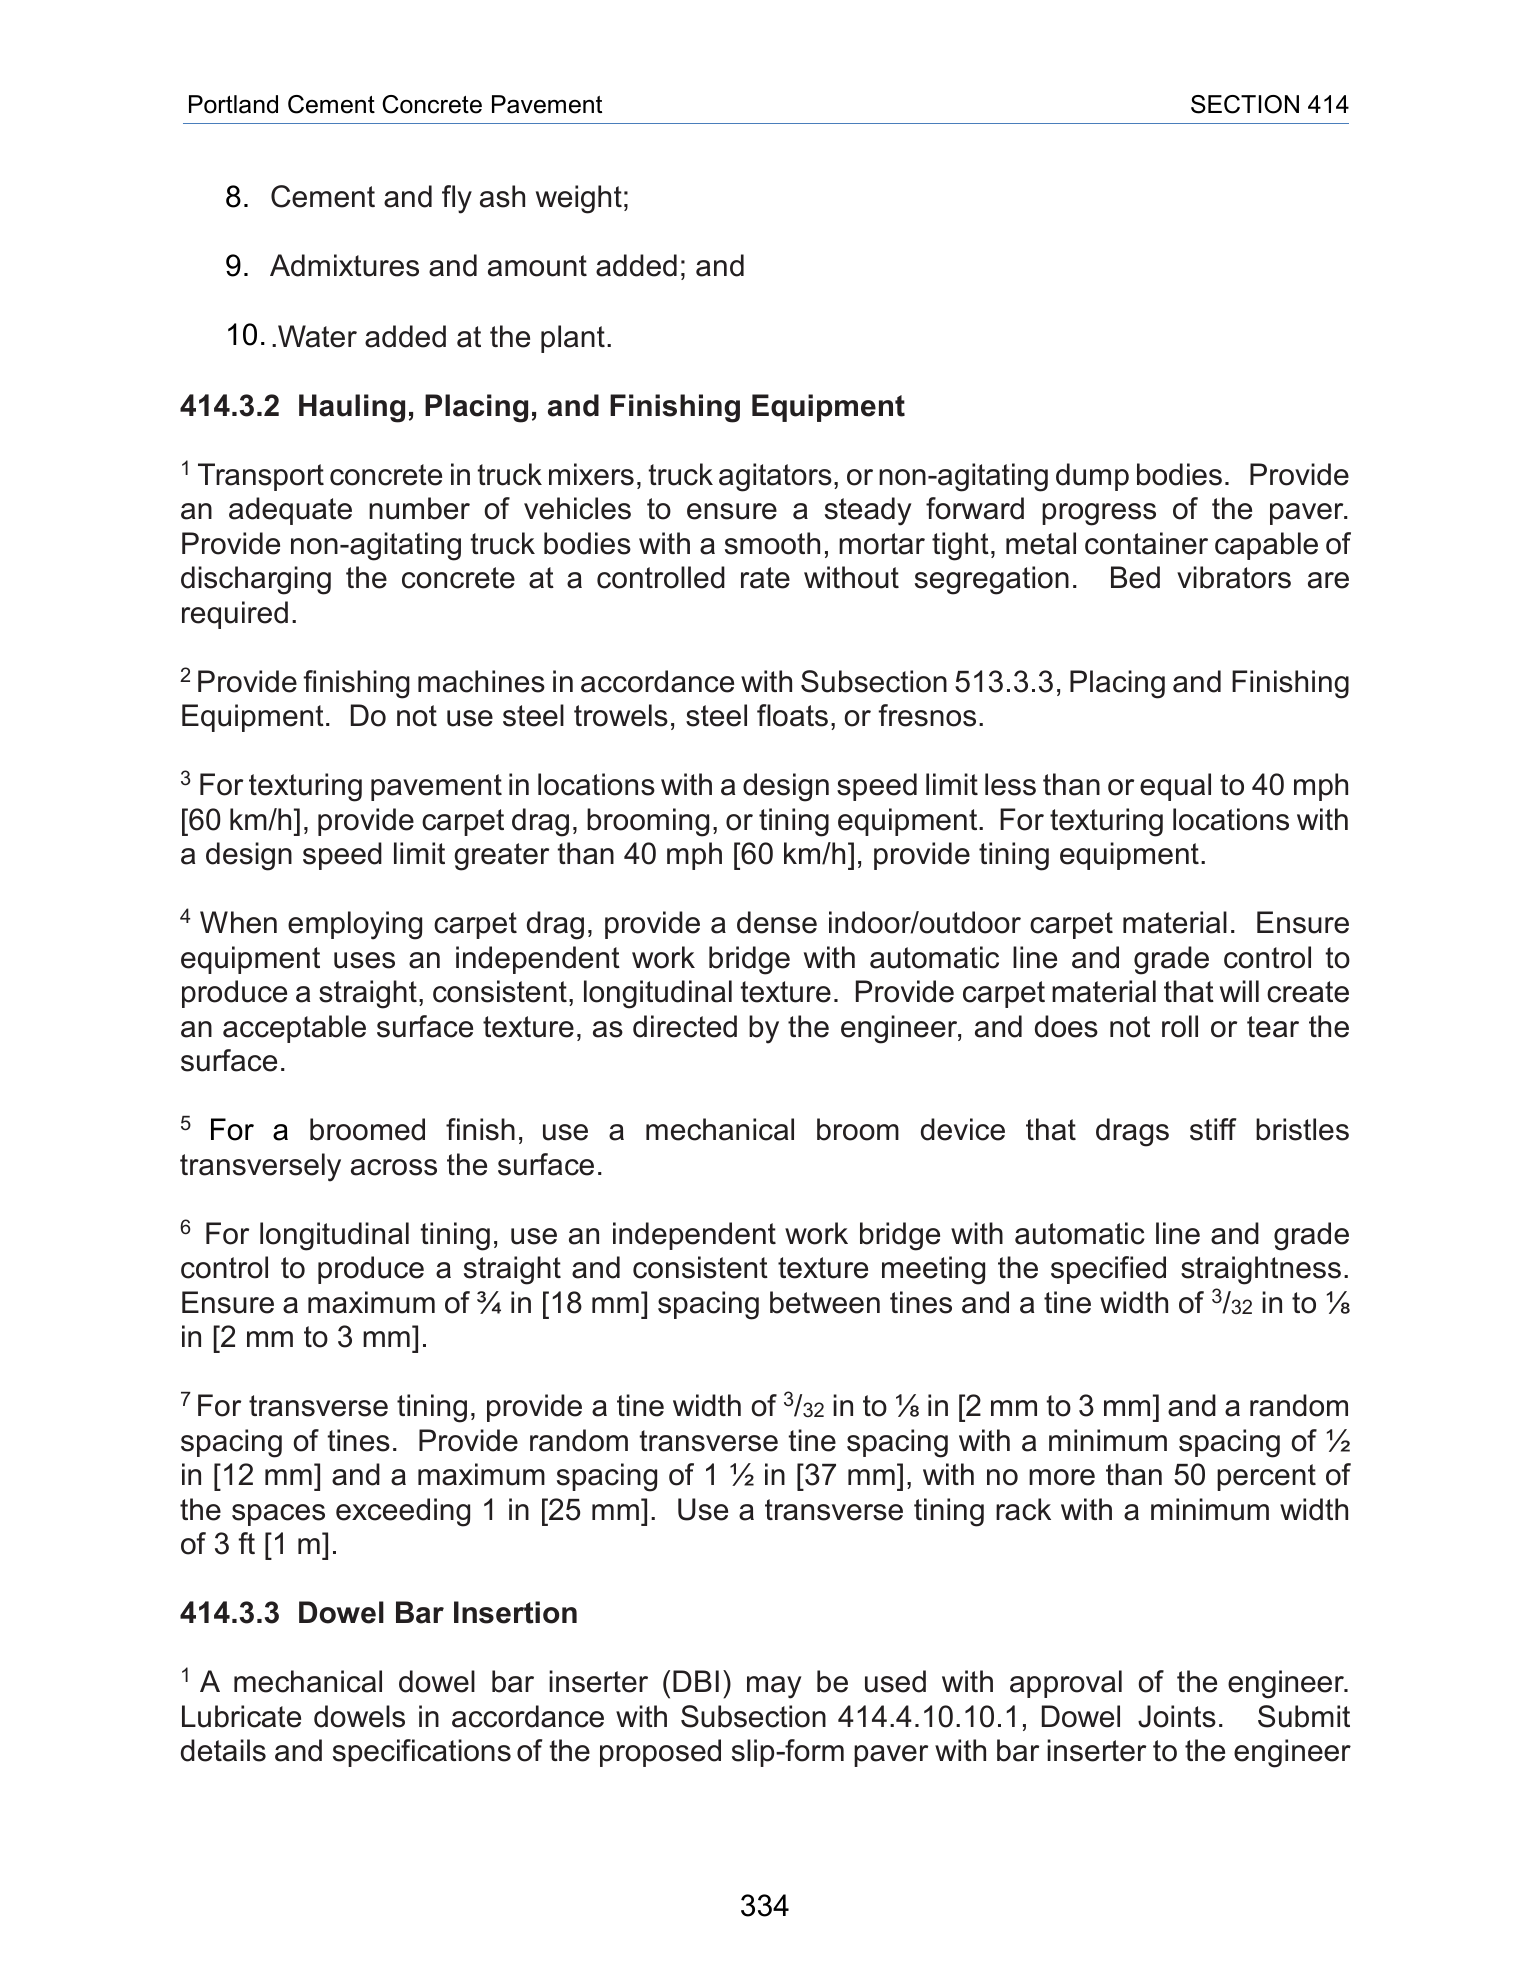 Portland Cement Concrete Pavement SECTION 414
8. Cement and fly ash weight;
9. Admixtures and amount added; and
10. .Water added at the plant.
414.3.2 Hauling, Placing, and Finishing Equipment
1 Transport concrete in truck mixers, truck agitators, or non-agitating dump bodies. Provide
an adequate number of vehicles to ensure a steady forward progress of the paver.
Provide non-agitating truck bodies with a smooth, mortar tight, metal container capable of
discharging the concrete at a controlled rate without segregation. Bed vibrators are
required.
2 Provide finishing machines in accordance with Subsection 513.3.3, Placing and Finishing
Equipment. Do not use steel trowels, steel floats, or fresnos.
3 For texturing pavement in locations with a design speed limit less than or equal to 40 mph
[60 km/h], provide carpet drag, brooming, or tining equipment. For texturing locations with
a design speed limit greater than 40 mph [60 km/h], provide tining equipment.
4 When employing carpet drag, provide a dense indoor/outdoor carpet material. Ensure
equipment uses an independent work bridge with automatic line and grade control to
produce a straight, consistent, longitudinal texture. Provide carpet material that will create
an acceptable surface texture, as directed by the engineer, and does not roll or tear the
surface.
5 For a broomed finish, use a mechanical broom device that drags stiff bristles
transversely across the surface.
6 For longitudinal tining, use an independent work bridge with automatic line and grade
control to produce a straight and consistent texture meeting the specified straightness.
Ensure a maximum of ¾ in [18 mm] spacing between tines and a tine width of 3/32 in to ⅛
in [2 mm to 3 mm].
7 For transverse tining, provide a tine width of 3/32 in to ⅛ in [2 mm to 3 mm] and a random
spacing of tines. Provide random transverse tine spacing with a minimum spacing of ½
in [12 mm] and a maximum spacing of 1 ½ in [37 mm], with no more than 50 percent of
the spaces exceeding 1 in [25 mm]. Use a transverse tining rack with a minimum width
of 3 ft [1 m].
414.3.3 Dowel Bar Insertion
1 A mechanical dowel bar inserter (DBI) may be used with approval of the engineer.
Lubricate dowels in accordance with Subsection 414.4.10.10.1, Dowel Joints. Submit
details and specifications of the proposed slip-form paver with bar inserter to the engineer
334